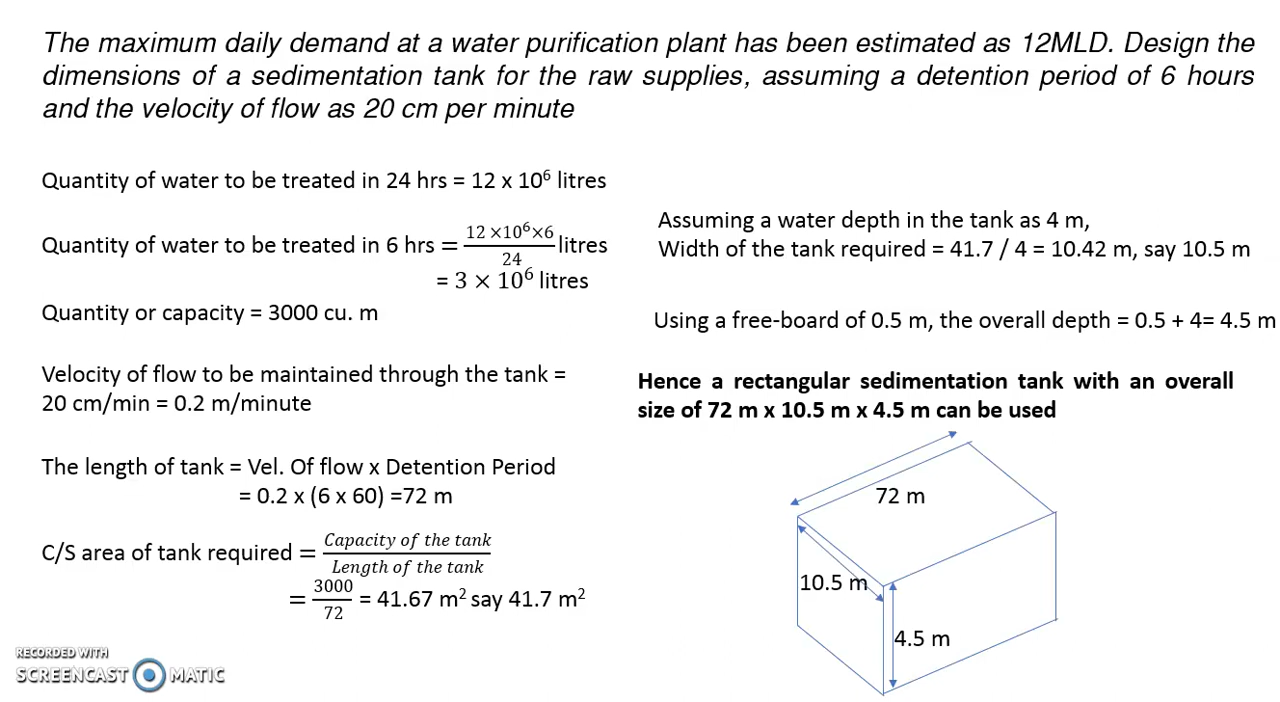 The maximum daily demand at a water purification plant has been estimated as 12MLD. Design the
dimensions of a sedimentation tank for the raw supplies, assuming a detention period of 6 hours
and the velocity of flow as 20 cm per minute
Quantity of water to be treated in 24 hrs = 12 x 10⁶ litres
Quantity of water to be treated in 6 hrs = 12 ×10⁶×6 / 24 litres
= 3 × 10⁶ litres
Quantity or capacity = 3000 cu. m
Velocity of flow to be maintained through the tank =
20 cm/min = 0.2 m/minute
The length of tank = Vel. Of flow x Detention Period
= 0.2 x (6 x 60) =72 m
C/S area of tank required = Capacity of the tank / Length of the tank
= 3000 / 72 = 41.67 m² say 41.7 m²
Assuming a water depth in the tank as 4 m,
Width of the tank required = 41.7 / 4 = 10.42 m, say 10.5 m
Using a free-board of 0.5 m, the overall depth = 0.5 + 4= 4.5 m
Hence a rectangular sedimentation tank with an overall
size of 72 m x 10.5 m x 4.5 m can be used
72 m
10.5 m
4.5 m
RECORDED WITH
SCREENCAST MATIC